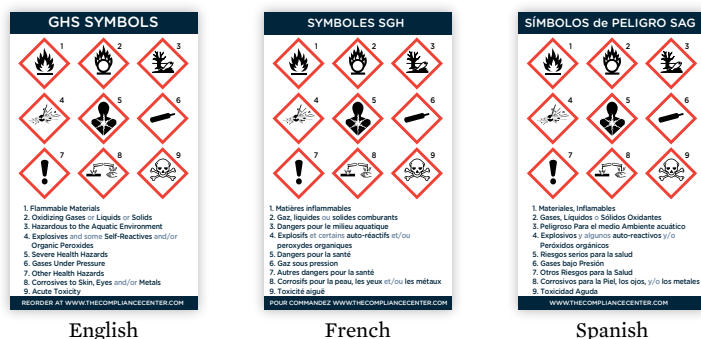 GHS SYMBOLS
1
2
3
4
5
6
7
8
9
1. Flammable Materials
2. Oxidizing Gases or Liquids or Solids
3. Hazardous to the Aquatic Environment
4. Explosives and some Self-Reactives and/or
Organic Peroxides
5. Severe Health Hazards
6. Gases Under Pressure
7. Other Health Hazards
8. Corrosives to Skin, Eyes and/or Metals
9. Acute Toxicity
REORDER AT WWW.THECOMPLIANCECENTER.COM
English
SYMBOLES SGH
1
2
3
4
5
6
7
8
9
1. Matières inflammables
2. Gaz, liquides ou solides comburants
3. Dangers pour le milieu aquatique
4. Explosifs et certains auto-réactifs et/ou
peroxydes organiques
5. Dangers pour la santé
6. Gaz sous pression
7. Autres dangers pour la santé
8. Corrosifs pour la peau, les yeux et/ou les métaux
9. Toxicité aiguë
POUR COMMANDEZ WWW.THECOMPLIANCECENTER.COM
French
SÍMBOLOS de PELIGRO SAG
1
2
3
4
5
6
7
8
9
1. Materiales, Inflamables
2. Gases, Líquidos o Sólidos Oxidantes
3. Peligroso Para el medio Ambiente acuático
4. Explosivos y algunos auto-reactivos y/o
Peróxidos orgánicos
5. Riesgos serios para la salud
6. Gases bajo Presión
7. Otros Riesgos para la Salud
8. Corrosivos para la Piel, los ojos, y/o los metales
9. Toxicidad Aguda
WWW.THECOMPLIANCECENTER.COM
Spanish